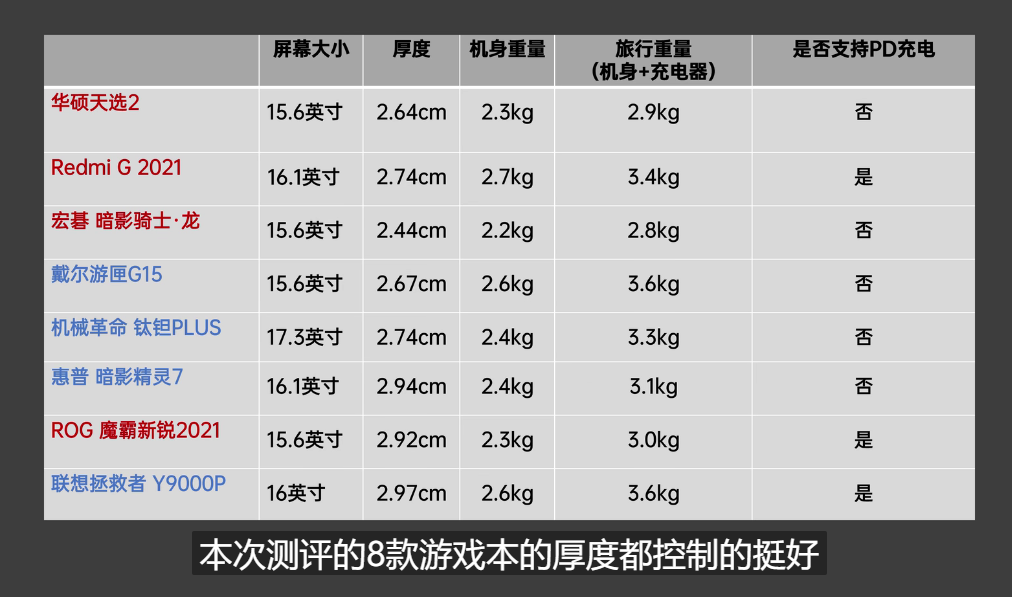 屏幕大小 厚度 机身重量 旅行重量 是否支持PD充电
(机身+充电器)
华硕天选2 15.6英寸 2.64cm 2.3kg 2.9kg 否
Redmi G 2021 16.1英寸 2.74cm 2.7kg 3.4kg 是
宏碁 暗影骑士·龙 15.6英寸 2.44cm 2.2kg 2.8kg 否
戴尔游匣G15 15.6英寸 2.67cm 2.6kg 3.6kg 否
机械革命 钛钽PLUS 17.3英寸 2.74cm 2.4kg 3.3kg 否
惠普 暗影精灵7 16.1英寸 2.94cm 2.4kg 3.1kg 否
ROG 魔霸新锐2021 15.6英寸 2.92cm 2.3kg 3.0kg 是
联想拯救者 Y9000P 16英寸 2.97cm 2.6kg 3.6kg 是
本次测评的8款游戏本的厚度都控制的挺好